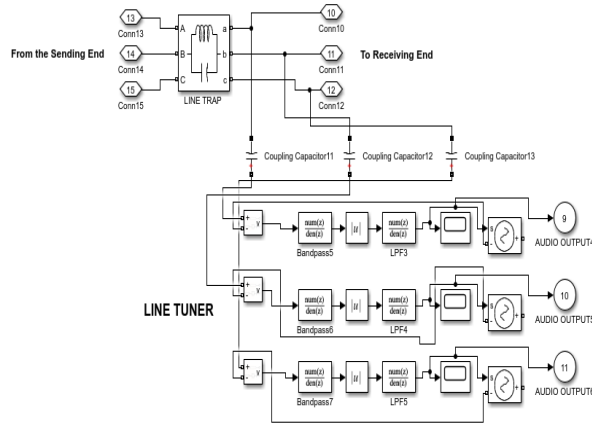 13
Conn13
14
Conn14
15
Conn15
From the Sending End
A
B
C
a
b
c
LINE TRAP
10
Conn10
11
Conn11
12
Conn12
To Receiving End
Coupling Capacitor11
Coupling Capacitor12
Coupling Capacitor13
LINE TUNER
+
-
v
num(z)
den(z)
Bandpass5
|u|
num(z)
den(z)
LPF3
s
-
+
9
AUDIO OUTPUT4
+
-
v
num(z)
den(z)
Bandpass6
|u|
num(z)
den(z)
LPF4
s
-
+
10
AUDIO OUTPUT5
+
-
v
num(z)
den(z)
Bandpass7
|u|
num(z)
den(z)
LPF5
s
-
+
11
AUDIO OUTPUT6